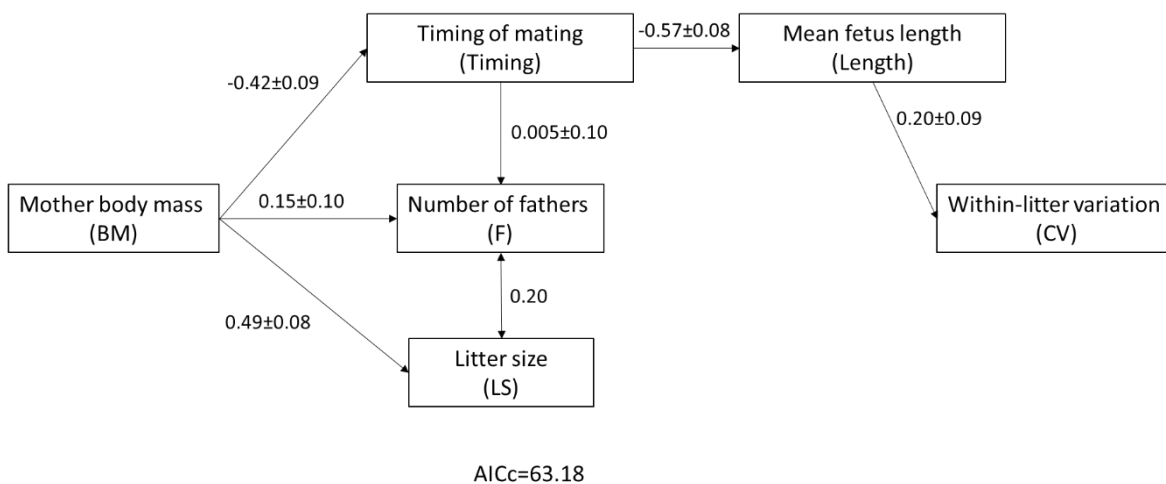 Timing of mating
(Timing)
-0.57±0.08
Mean fetus length
(Length)
-0.42±0.09
0.005±0.10
0.20±0.09
Mother body mass
(BM)
0.15±0.10
Number of fathers
(F)
Within-litter variation
(CV)
0.49±0.08
0.20
Litter size
(LS)
AICc=63.18